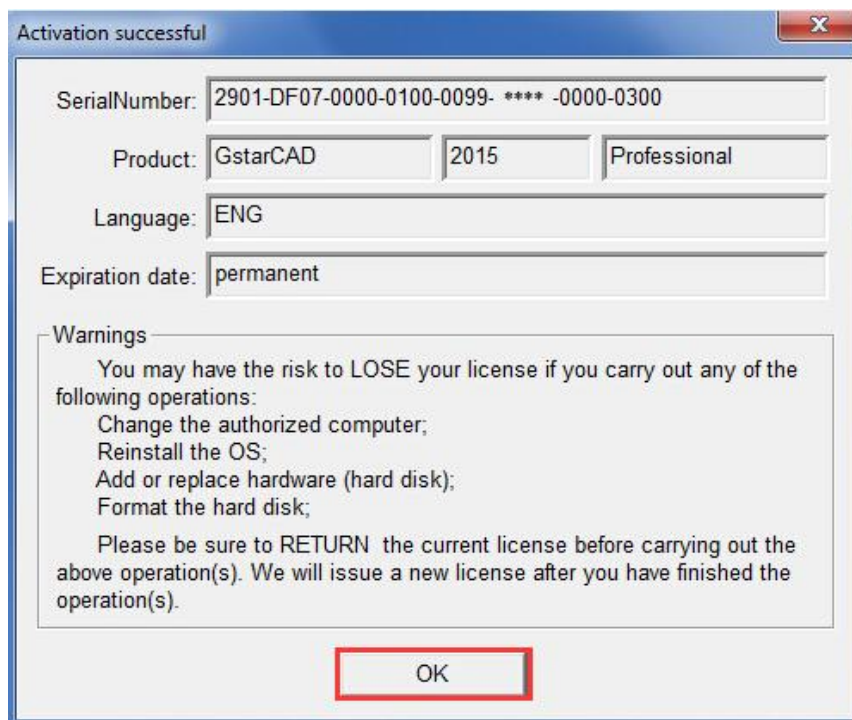 Activation successful
SerialNumber: 2901-DF07-0000-0100-0099- **** -0000-0300
Product: GstarCAD 2015 Professional
Language: ENG
Expiration date: permanent
Warnings
You may have the risk to LOSE your license if you carry out any of the
following operations:
Change the authorized computer;
Reinstall the OS;
Add or replace hardware (hard disk);
Format the hard disk;
Please be sure to RETURN the current license before carrying out the
above operation(s). We will issue a new license after you have finished the
operation(s).
OK